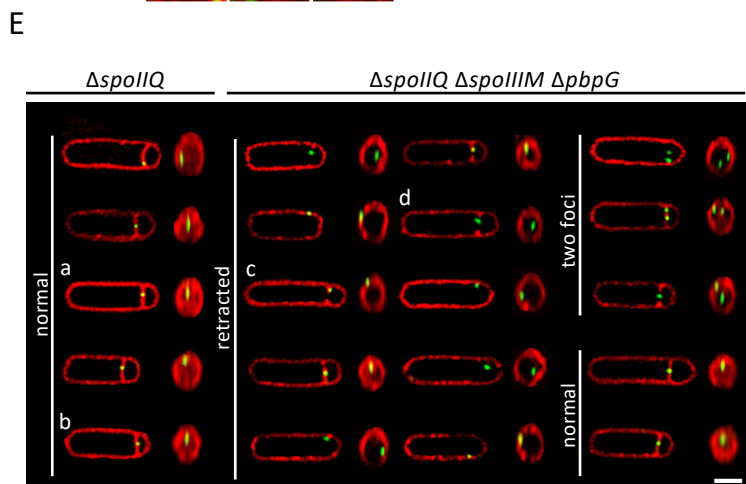 E
ΔspoIIQ
ΔspoIIQ ΔspoIIIM ΔpbpG
normal
a
b
retracted
c
d
two foci
normal